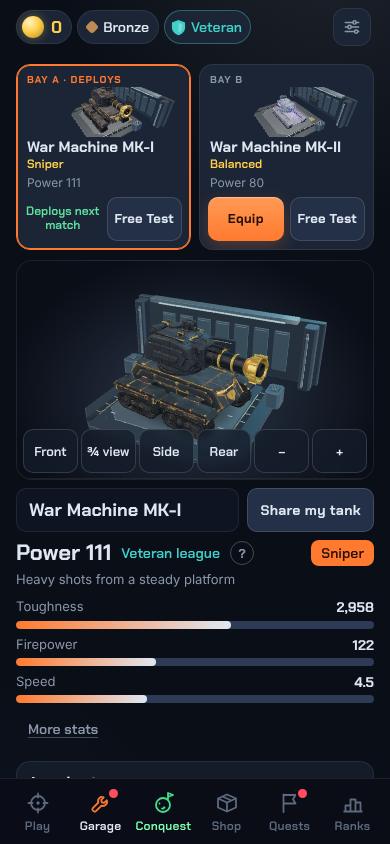 0 Bronze Veteran
BAY A · DEPLOYS
War Machine MK-I
Sniper
Power 111
Deploys next
match
Free Test
BAY B
War Machine MK-II
Balanced
Power 80
Equip Free Test
Front ¾ view Side Rear − +
War Machine MK-I Share my tank
Power 111 Veteran league ? Sniper
Heavy shots from a steady platform
Toughness 2,958
Firepower 122
Speed 4.5
More stats
Play Garage Conquest Shop Quests Ranks